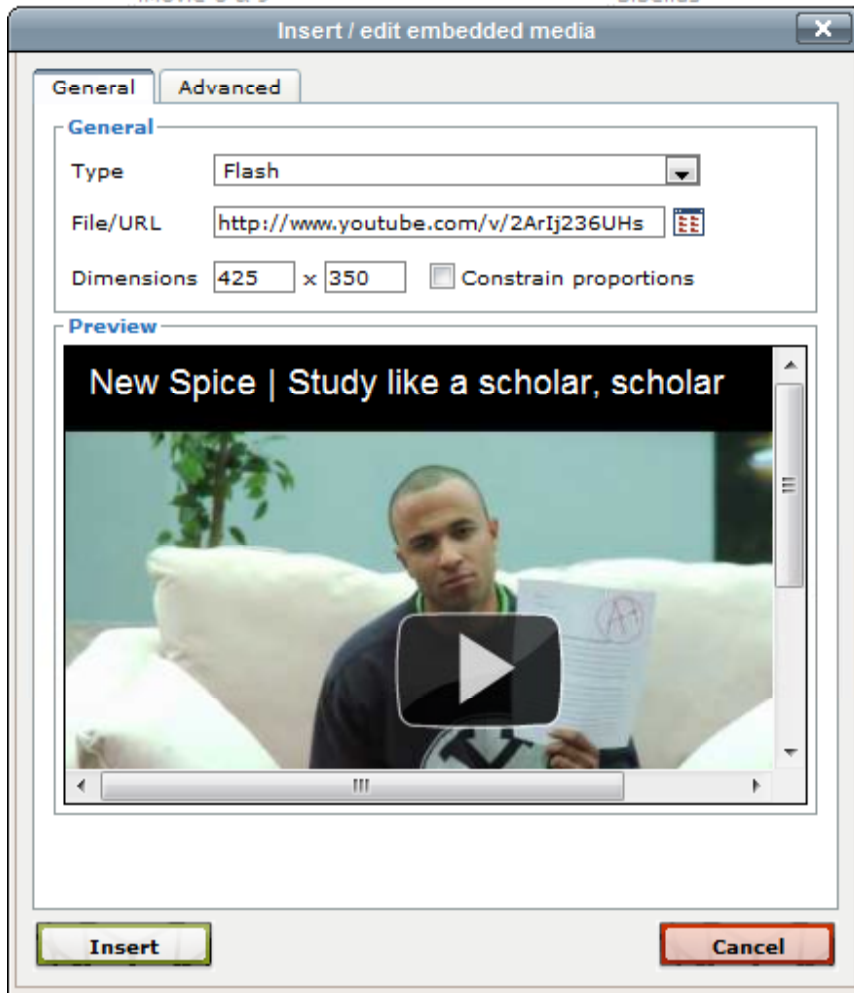 Insert / edit embedded media
General Advanced
General
Type Flash
File/URL http://www.youtube.com/v/2ArIj236UHs
Dimensions 425 x 350 Constrain proportions
Preview
New Spice | Study like a scholar, scholar
A+
Insert Cancel